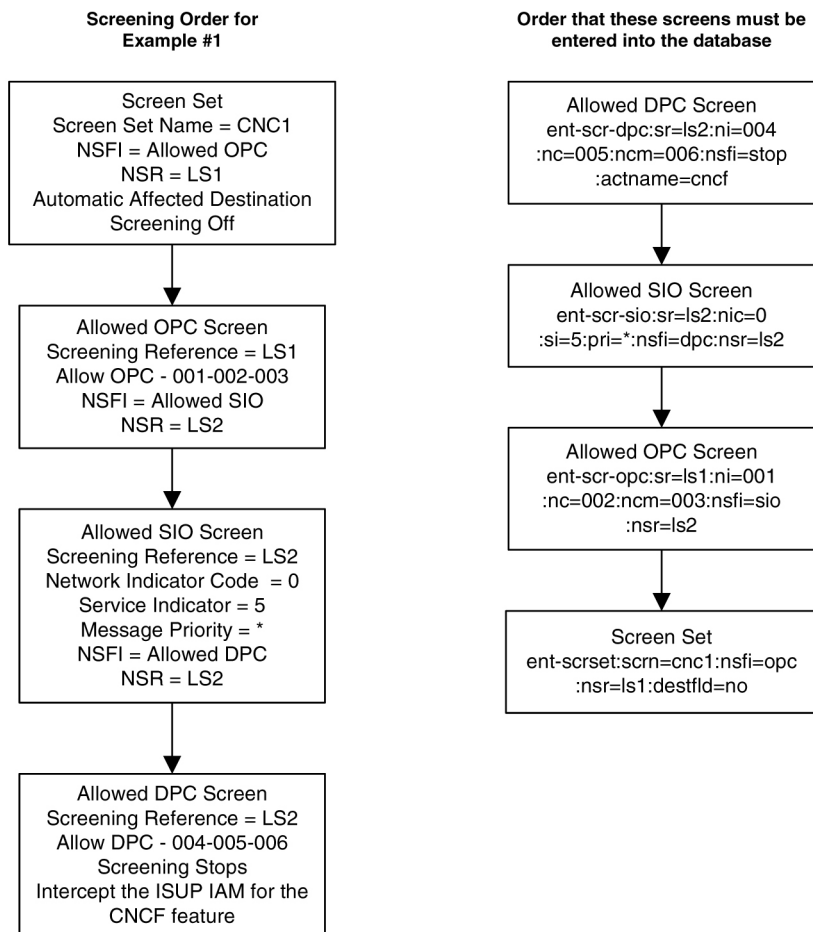 Screening Order for
Example #1
Screen Set
Screen Set Name = CNC1
NSFI = Allowed OPC
NSR = LS1
Automatic Affected Destination
Screening Off
Allowed OPC Screen
Screening Reference = LS1
Allow OPC - 001-002-003
NSFI = Allowed SIO
NSR = LS2
Allowed SIO Screen
Screening Reference = LS2
Network Indicator Code  = 0
Service Indicator = 5
Message Priority = *
NSFI = Allowed DPC
NSR = LS2
Allowed DPC Screen
Screening Reference = LS2
Allow DPC - 004-005-006
Screening Stops
Intercept the ISUP IAM for the
CNCF feature
Order that these screens must be
entered into the database
Allowed DPC Screen
ent-scr-dpc:sr=ls2:ni=004
:nc=005:ncm=006:nsfi=stop
:actname=cncf
Allowed SIO Screen
ent-scr-sio:sr=ls2:nic=0
:si=5:pri=*:nsfi=dpc:nsr=ls2
Allowed OPC Screen
ent-scr-opc:sr=ls1:ni=001
:nc=002:ncm=003:nsfi=sio
:nsr=ls2
Screen Set
ent-scrset:scrn=cnc1:nsfi=opc
:nsr=ls1:destfld=no